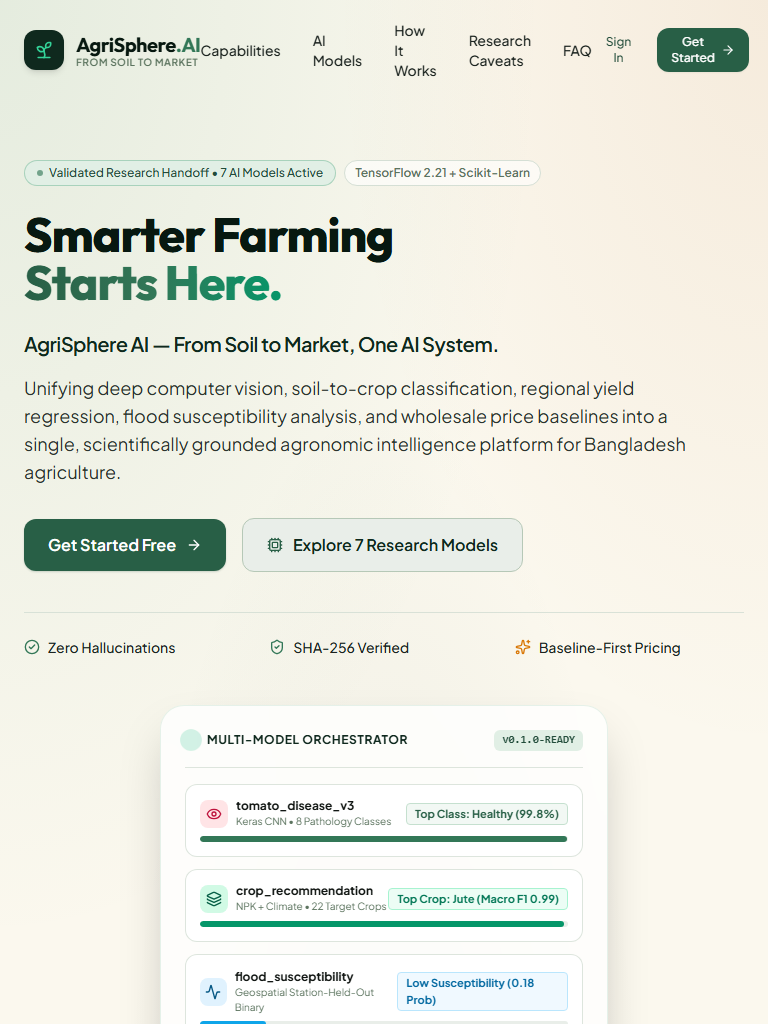 AgriSphere.AI
FROM SOIL TO MARKET
Capabilities
AI
Models
How
It
Works
Research
Caveats
FAQ
Sign
In
Get
Started
Validated Research Handoff • 7 AI Models Active
TensorFlow 2.21 + Scikit-Learn
Smarter Farming
Starts Here.
AgriSphere AI — From Soil to Market, One AI System.
Unifying deep computer vision, soil-to-crop classification, regional yield
regression, flood susceptibility analysis, and wholesale price baselines into a
single, scientifically grounded agronomic intelligence platform for Bangladesh
agriculture.
Get Started Free
Explore 7 Research Models
Zero Hallucinations
SHA-256 Verified
Baseline-First Pricing
MULTI-MODEL ORCHESTRATOR
v0.1.0-READY
tomato_disease_v3
Keras CNN • 8 Pathology Classes
Top Class: Healthy (99.8%)
crop_recommendation
NPK + Climate • 22 Target Crops
Top Crop: Jute (Macro F1 0.99)
flood_susceptibility
Geospatial Station-Held-Out
Binary
Low Susceptibility (0.18
Prob)